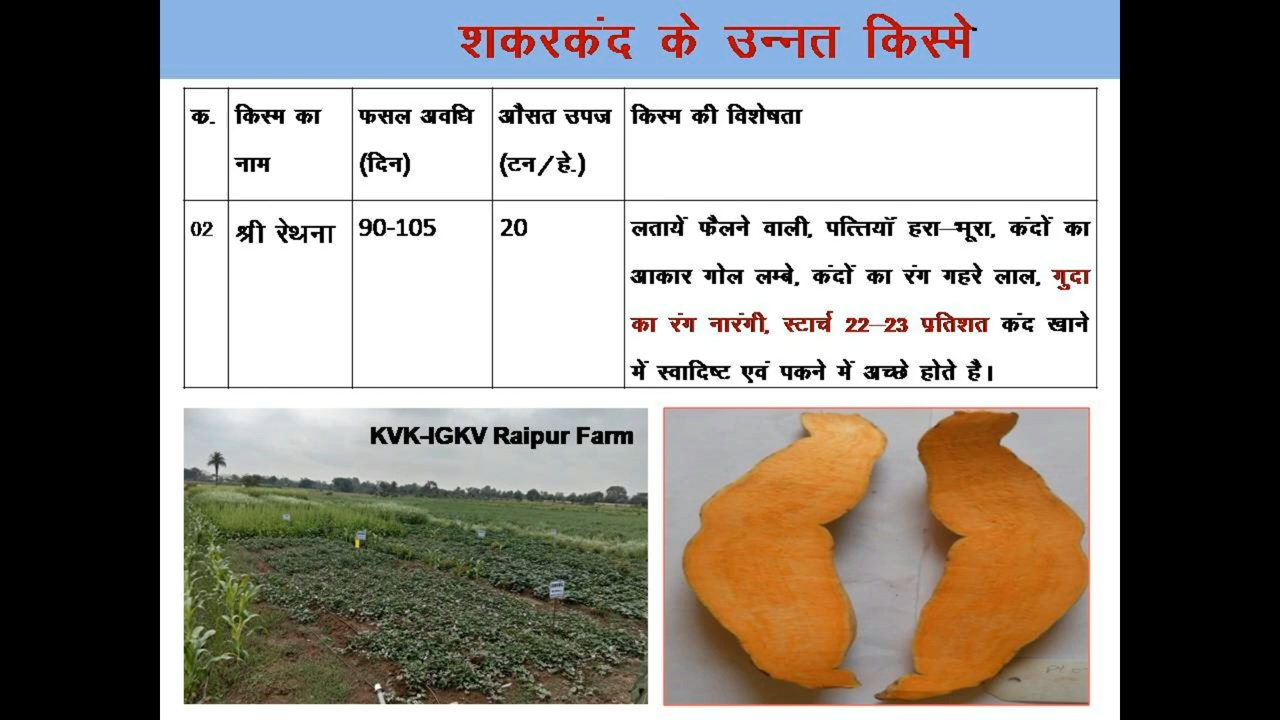 शकरकंद के उन्नत किस्मे
क. किस्म का नाम फसल अवधि (दिन) औसत उपज (टन/हे.) किस्म की विशेषता
02 श्री रेथना 90-105 20 लतायें फैलने वाली, पत्तियॉ हरा–भूरा, कंदों का
आकार गोल लम्बे, कंदों का रंग गहरे लाल, गुदा
का रंग नारंगी, स्टार्च 22–23 प्रतिशत कंद खाने
में स्वादिष्ट एवं पकने में अच्छे होते है।
KVK-IGKV Raipur Farm